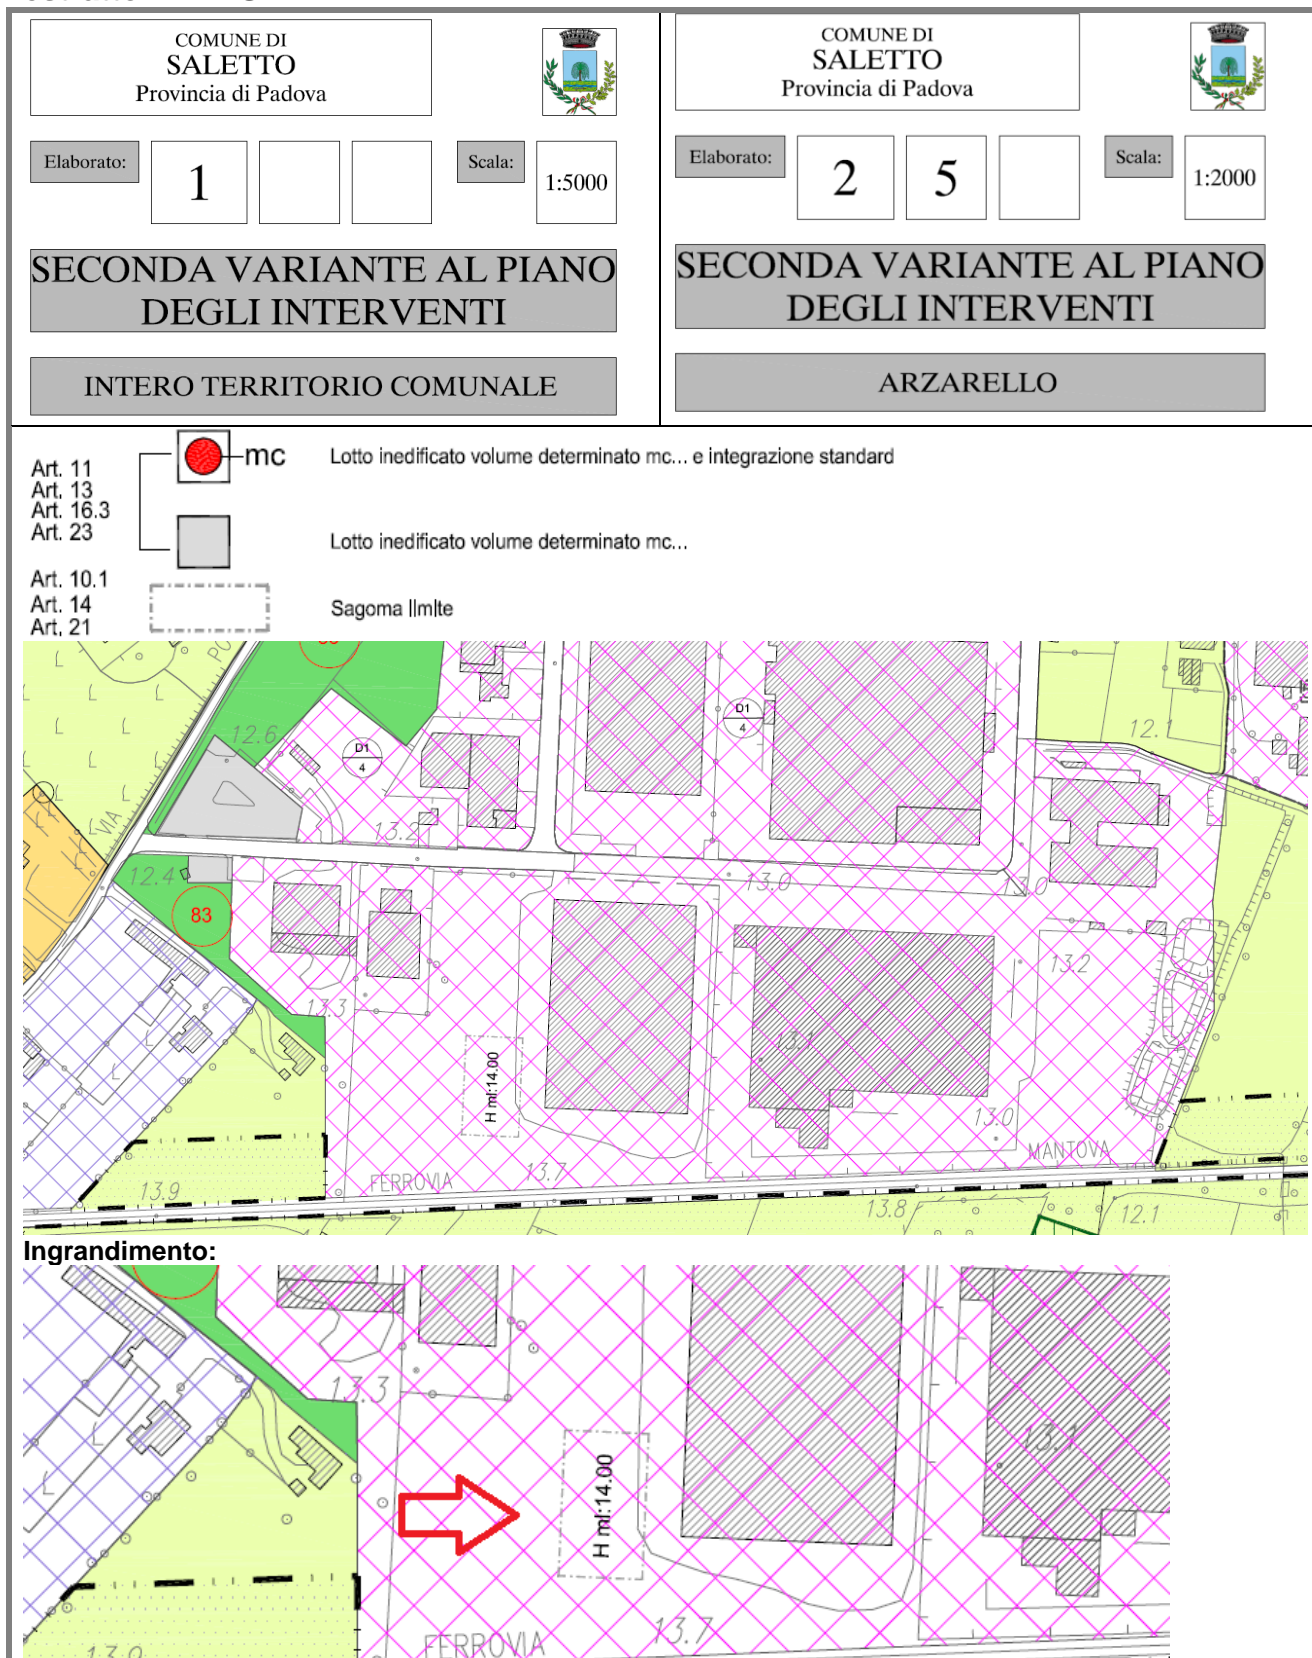 COMUNE DI
SALETTO
Provincia di Padova
Elaborato:
1
Scala:
1:5000
SECONDA VARIANTE AL PIANO
DEGLI INTERVENTI
INTERO TERRITORIO COMUNALE
COMUNE DI
SALETTO
Provincia di Padova
Elaborato:
2 5
Scala:
1:2000
SECONDA VARIANTE AL PIANO
DEGLI INTERVENTI
ARZARELLO
Art. 11
Art. 13
Art. 16.3
Art. 23
mc
Lotto inedificato volume determinato mc... e integrazione standard
Lotto inedificato volume determinato mc...
Art. 10.1
Art. 14
Art. 21
Sagoma limite
12.6
VIA
D1
4
D1
4
12.1
13.2
12.4
83
13.0
13.0
13.3
13.2
13.1
H ml:14.00
13.0
MANTOVA
FERROVIA
13.7
13.9
13.8
12.1
Ingrandimento:
13.3
13.1
H ml:14.00
13.7
FERROVIA
13.9